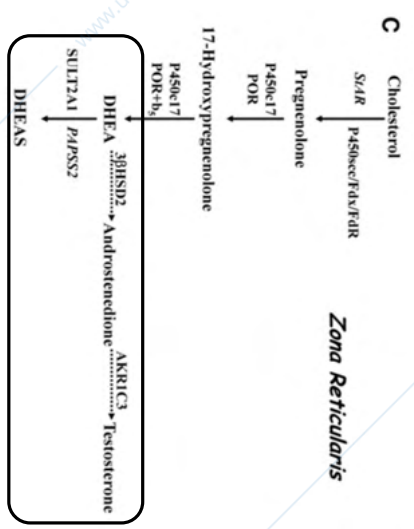 C
Cholesterol
StAR P450scc/Fdx/FdR
Zona Reticularis
Pregnenolone
P450c17
POR
17-Hydroxypregnenolone
P450c17
POR+b5
DHEA 3βHSD2 Androstenedione AKR1C3 Testosterone
SULT2A1 PAPSS2
DHEAS